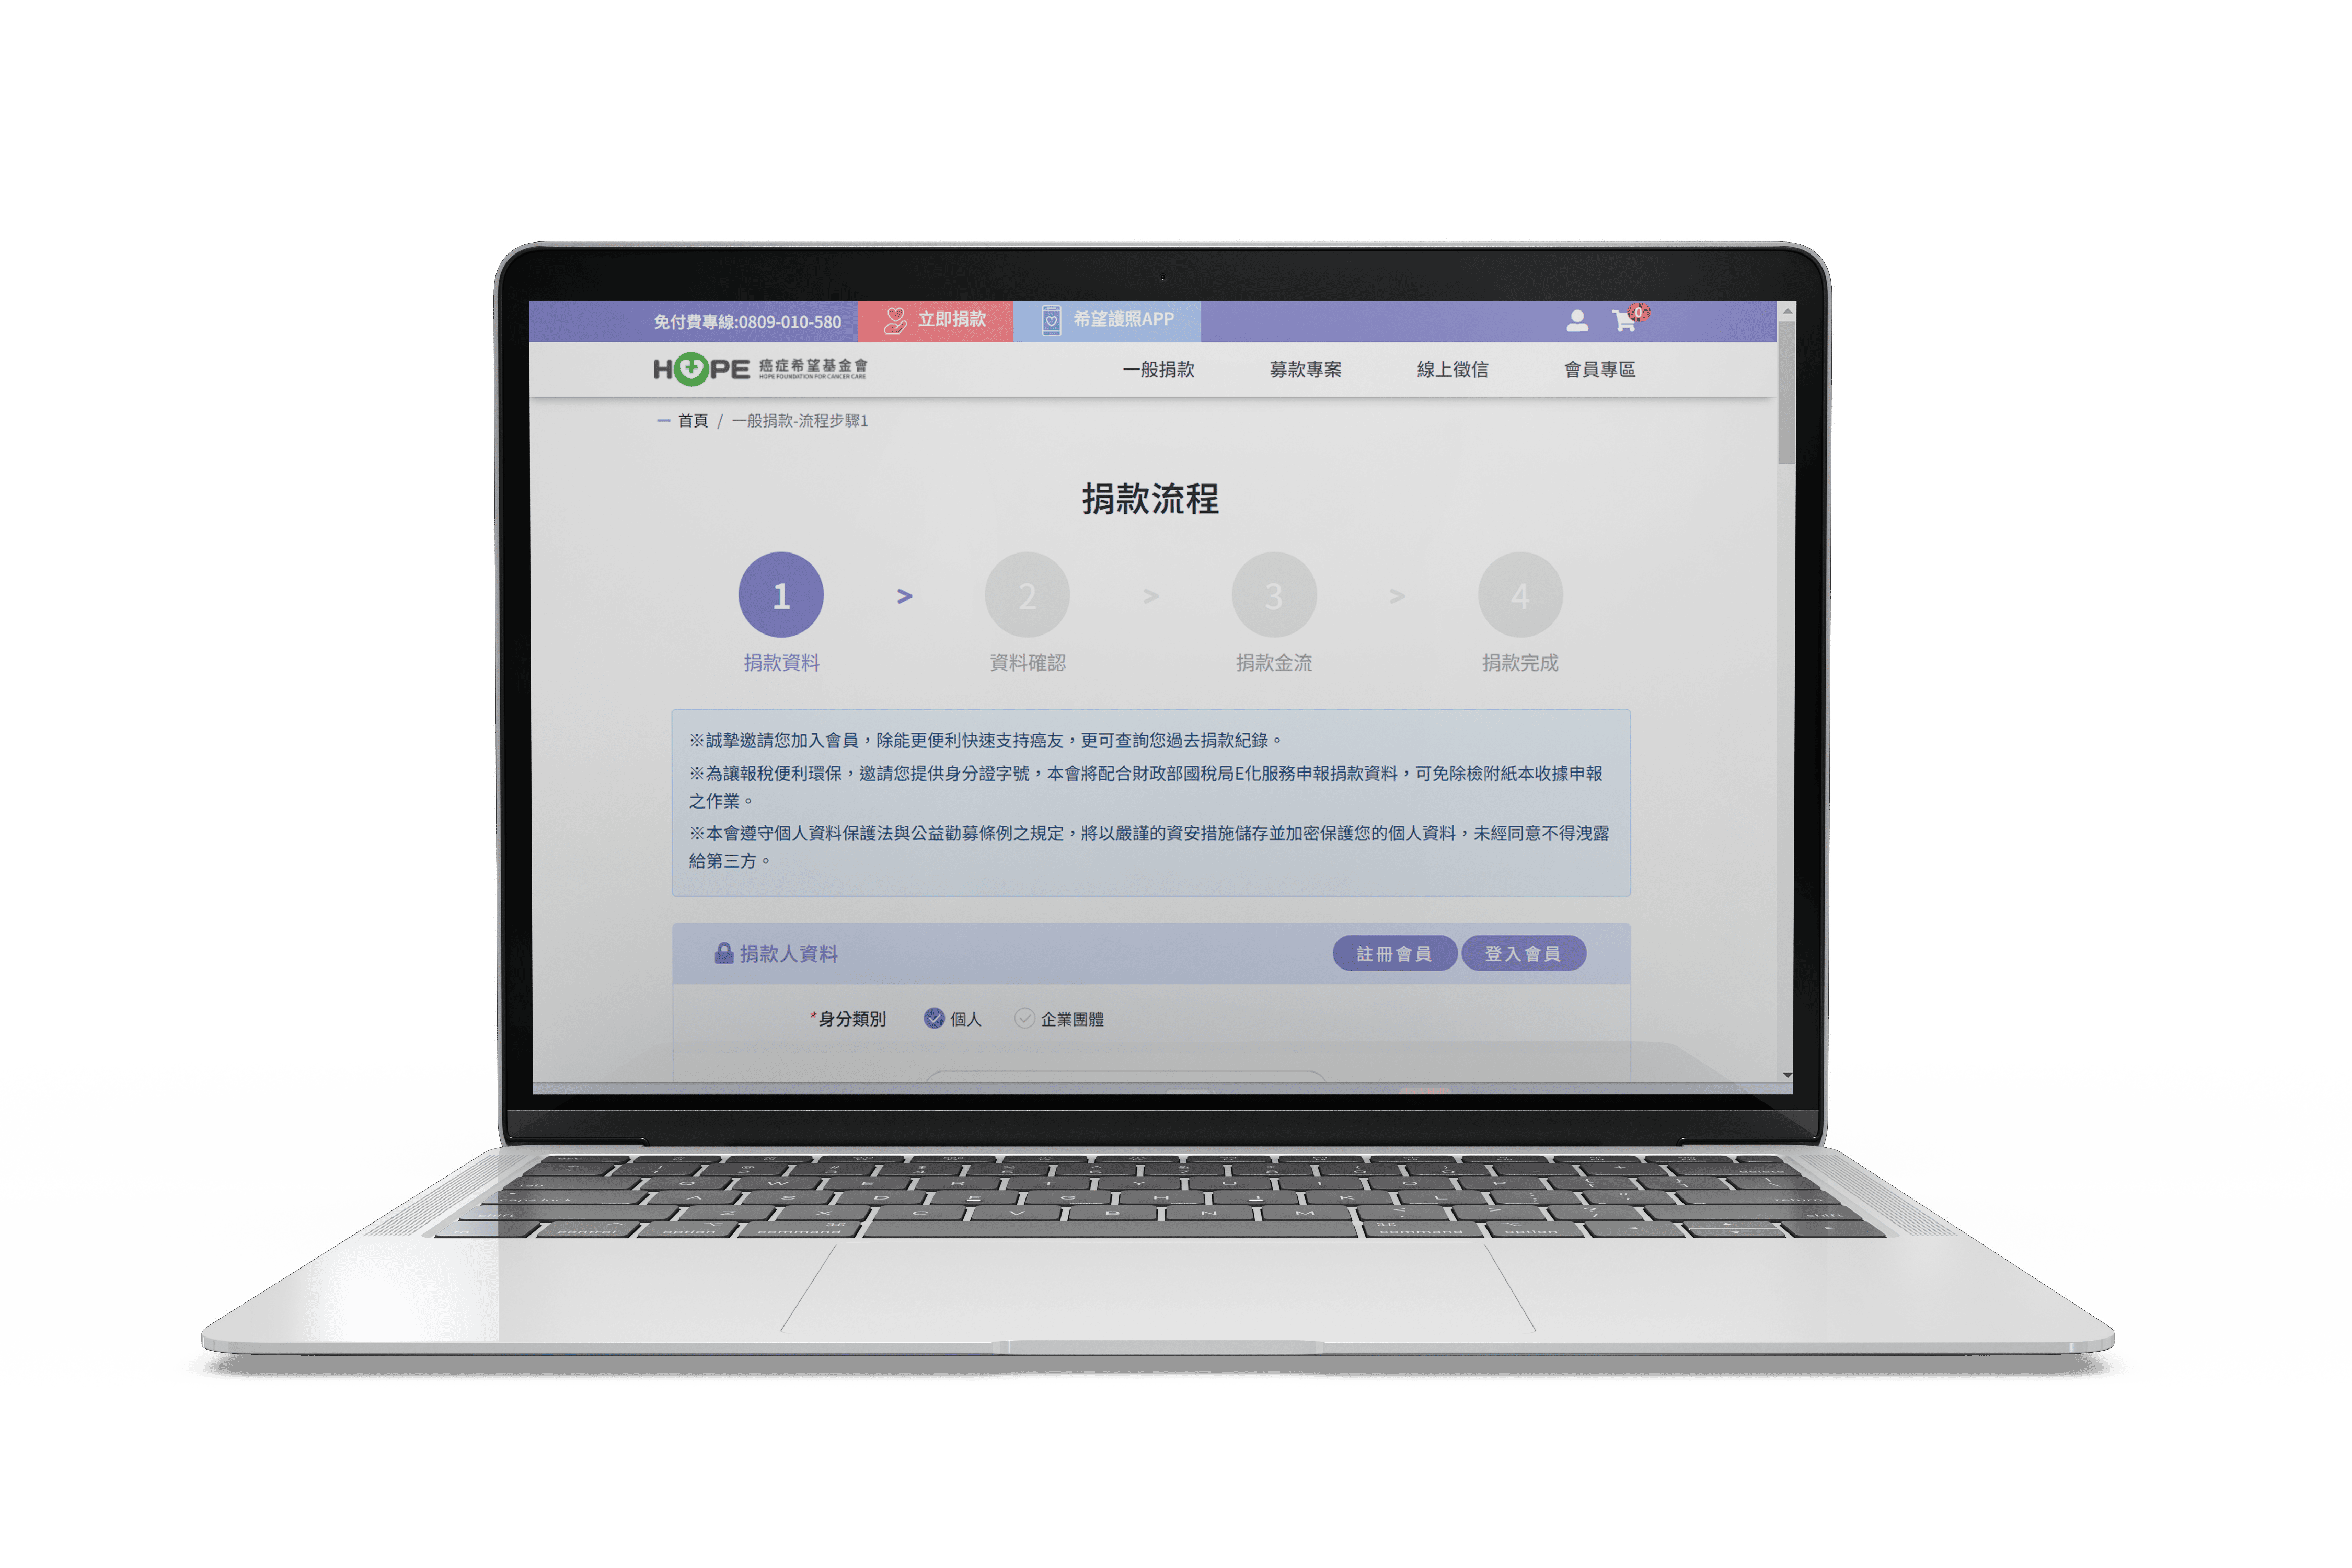 免付費專線:0809-010-580
立即捐款
希望護照APP
0
HOPE 癌症希望基金會
HOPE FOUNDATION FOR CANCER CARE
一般捐款
募款專案
線上徵信
會員專區
首頁 / 一般捐款-流程步驟1
捐款流程
1 > 2 > 3 > 4
捐款資料
資料確認
捐款金流
捐款完成
※誠摯邀請您加入會員，除能更便利快速支持癌友，更可查詢您過去捐款紀錄。
※為讓報稅便利環保，邀請您提供身分證字號，本會將配合財政部國稅局E化服務申報捐款資料，可免除檢附紙本收據申報
之作業。
※本會遵守個人資料保護法與公益勸募條例之規定，將以嚴謹的資安措施儲存並加密保護您的個人資料，未經同意不得洩露
給第三方。
捐款人資料
註冊會員
登入會員
*身分類別
個人
企業團體
delete
tab Q W E R T Y U I O P
caps lock A S D F G H J K L return
shift Z X C V B N M shift
control option command command option